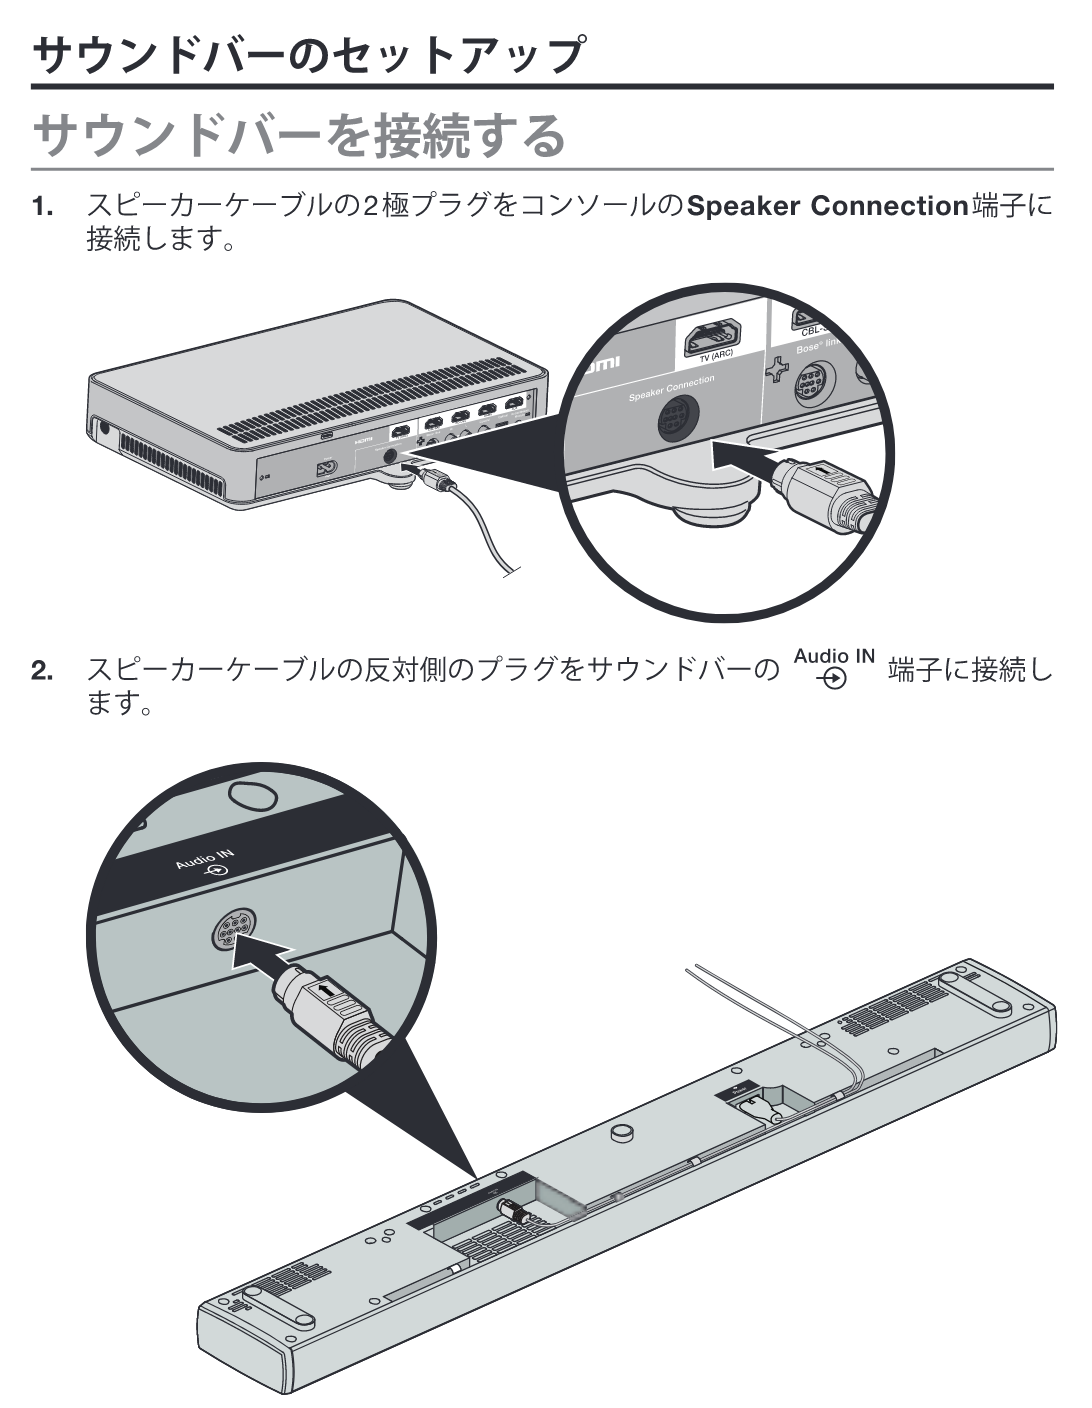 サウンドバーのセットアップ
サウンドバーを接続する
1. スピーカーケーブルの2極プラグをコンソールのSpeaker Connection端子に
接続します。
TV (ARC)
Bose® link
Speaker Connection
2. スピーカーケーブルの反対側のプラグをサウンドバーの Audio IN 端子に接続し
ます。
Audio IN
Power